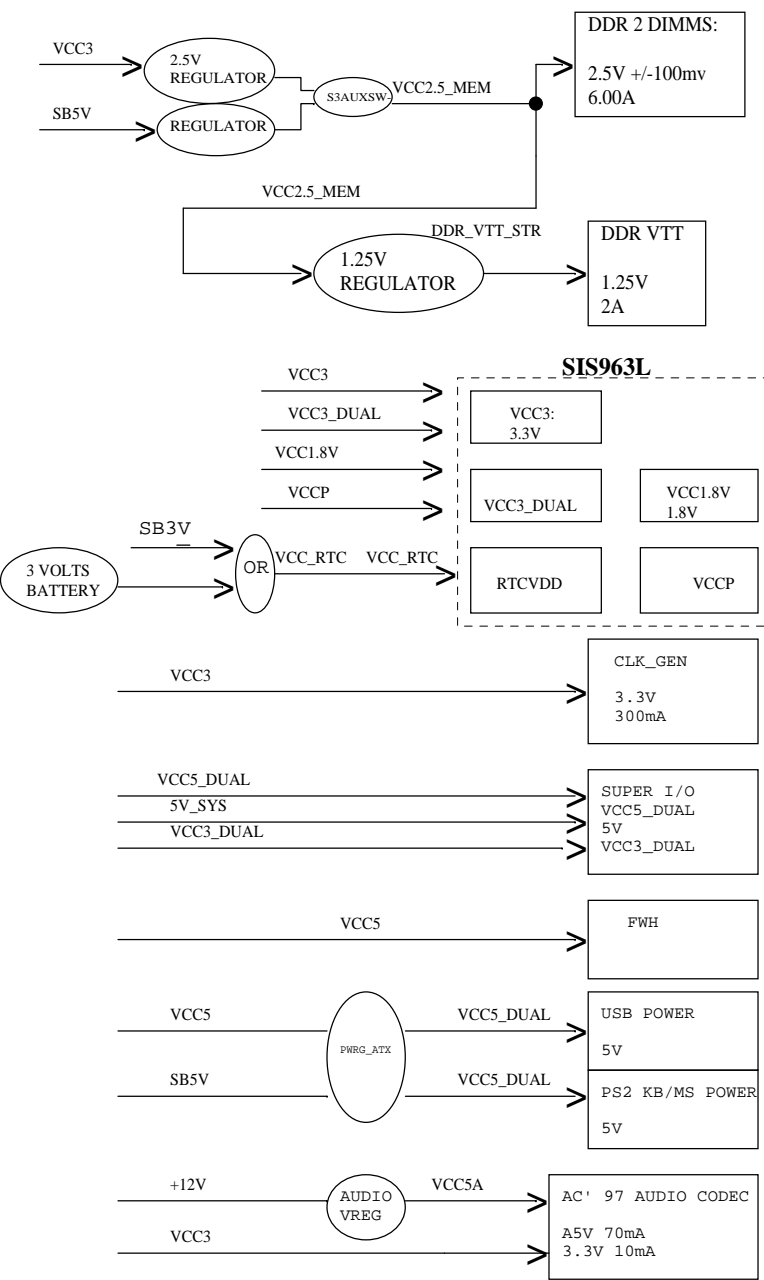 DDR 2 DIMMS:
2.5V +/-100mv
6.00A
VCC3
2.5V
REGULATOR
S3AUXSW-
VCC2.5_MEM
SB5V
REGULATOR
VCC2.5_MEM
DDR_VTT_STR
1.25V
REGULATOR
DDR VTT
1.25V
2A
SIS963L
VCC3
VCC3_DUAL
VCC1.8V
VCCP
VCC3:
3.3V
VCC3_DUAL
VCC1.8V
1.8V
SB3V
_
3 VOLTS
BATTERY
OR
VCC_RTC VCC_RTC
RTCVDD
VCCP
VCC3
CLK_GEN
3.3V
300mA
VCC5_DUAL
5V_SYS
VCC3_DUAL
SUPER I/O
VCC5_DUAL
5V
VCC3_DUAL
VCC5
FWH
VCC5
PWRG_ATX
VCC5_DUAL
USB POWER
5V
SB5V
VCC5_DUAL
PS2 KB/MS POWER
5V
+12V
AUDIO
VREG
VCC5A
VCC3
AC' 97 AUDIO CODEC
A5V 70mA
3.3V 10mA